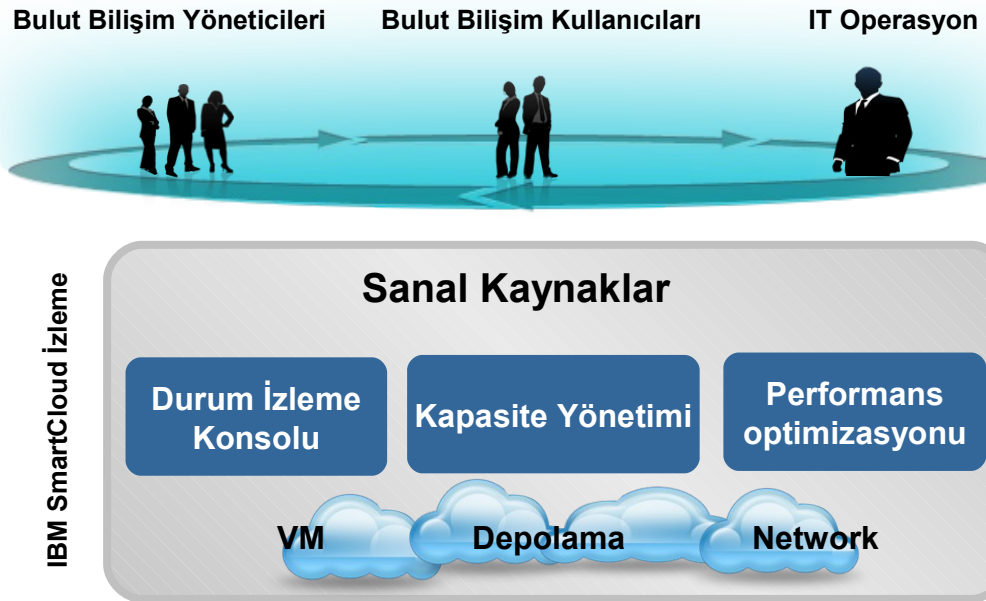 Bulut Bilişim Yöneticileri
Bulut Bilişim Kullanıcıları
IT Operasyon
IBM SmartCloud İzleme
Sanal Kaynaklar
Durum İzleme
Konsolu
Kapasite Yönetimi
Performans
optimizasyonu
VM
Depolama
Network